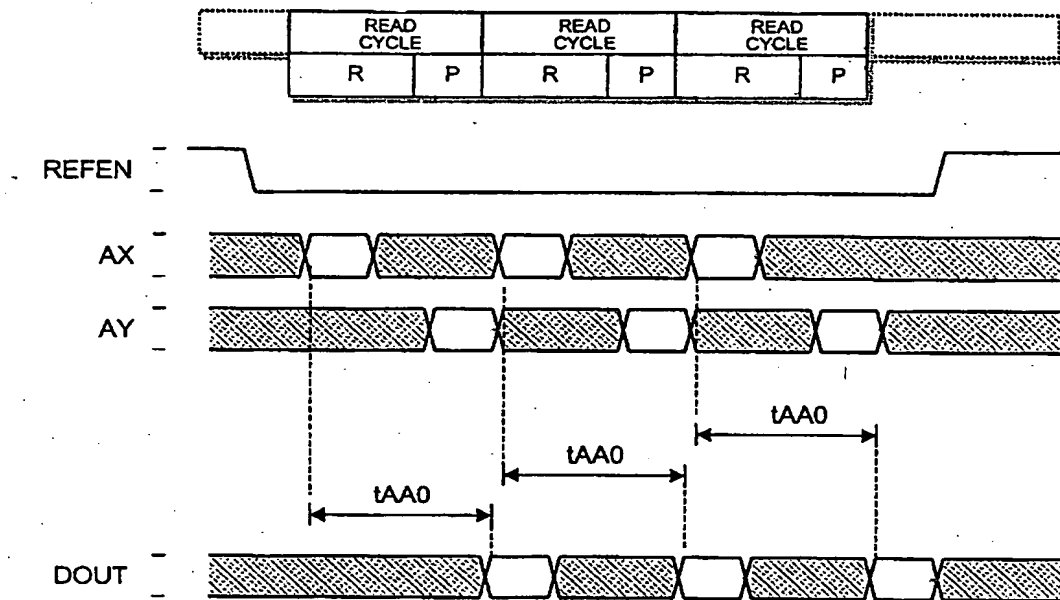 READ CYCLE READ CYCLE READ CYCLE
R P R P R P
REFEN
AX
AY
tAA0
tAA0
tAA0
DOUT